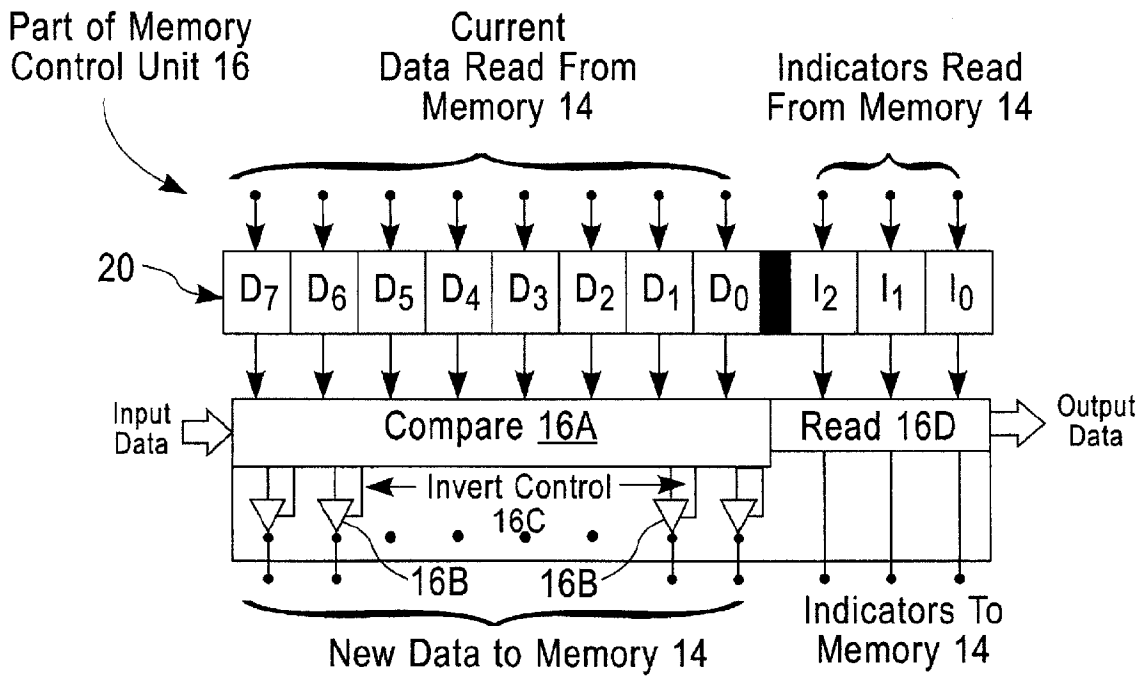 Part of Memory
Control Unit 16
Current
Data Read From
Memory 14
Indicators Read
From Memory 14
20
D7 D6 D5 D4 D3 D2 D1 D0 I2 I1 I0
Input
Data
Compare 16A
Read 16D
Output
Data
Invert Control
16C
16B
16B
New Data to Memory 14
Indicators To
Memory 14